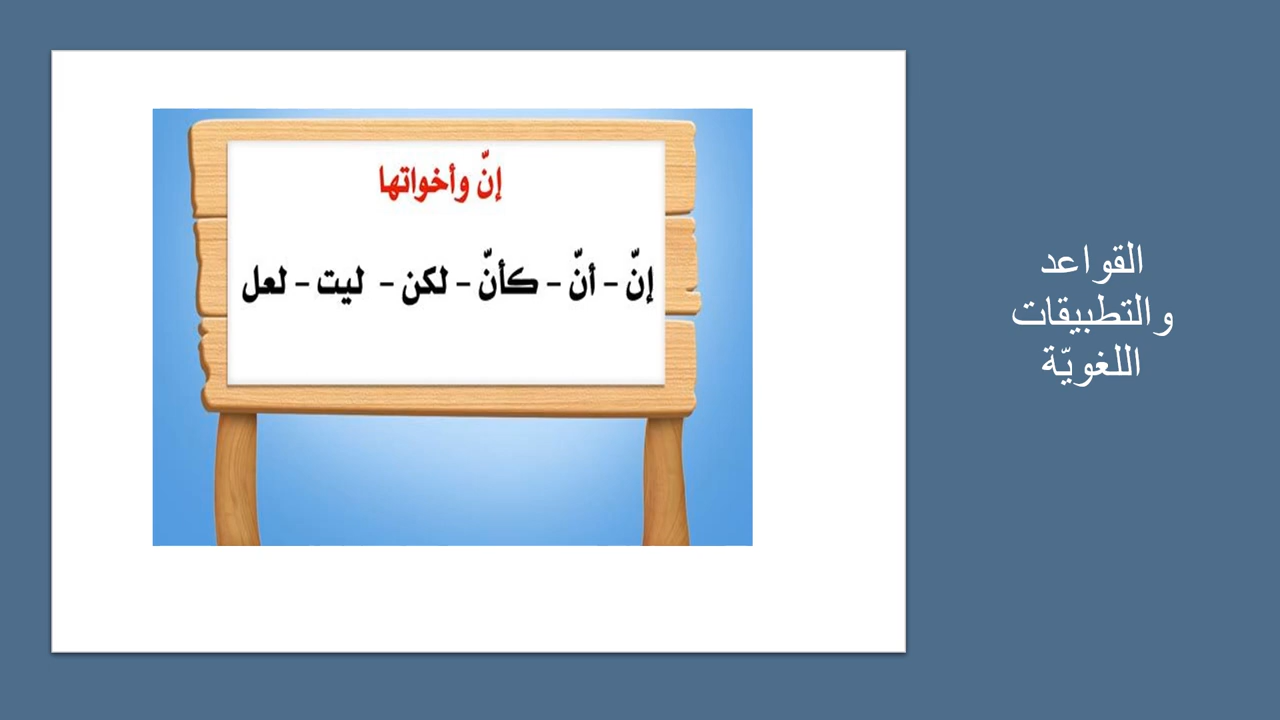 القواعد
والتطبيقات
اللغويّة
إنّ وأخواتها
إنّ - أنّ - كأنّ - لكن - ليت - لعل